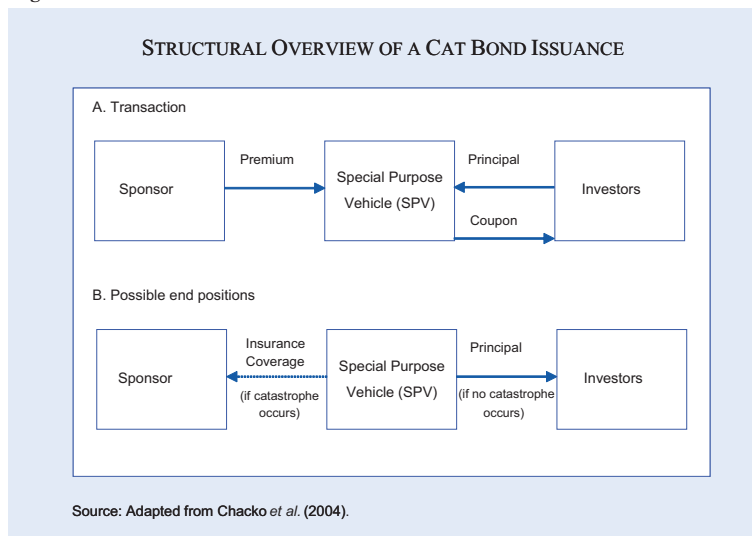 STRUCTURAL OVERVIEW OF A CAT BOND ISSUANCE
A. Transaction
Sponsor
Premium
Special Purpose
Vehicle (SPV)
Principal
Coupon
Investors
B. Possible end positions
Sponsor
Insurance
Coverage
(if catastrophe
occurs)
Special Purpose
Vehicle (SPV)
Principal
(if no catastrophe
occurs)
Investors
Source: Adapted from Chacko et al. (2004).